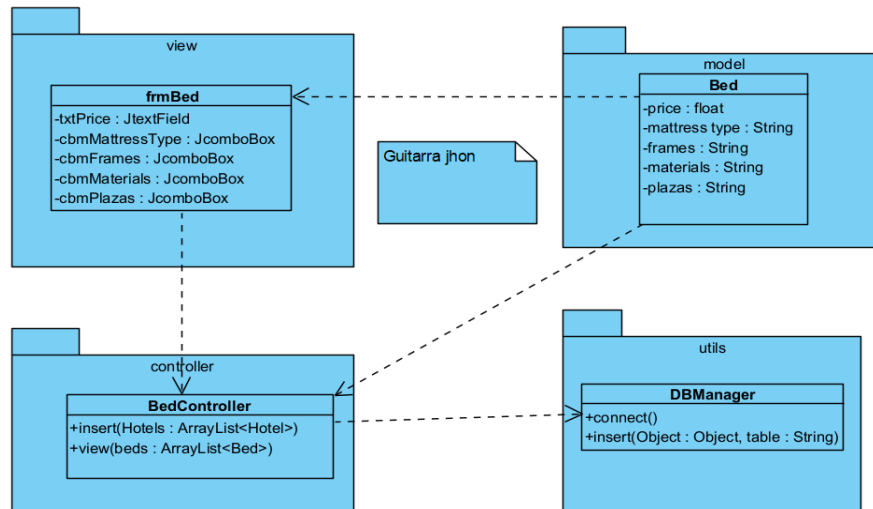 view
frmBed
-txtPrice : JtextField
-cbmMattressType : JcomboBox
-cbmFrames : JcomboBox
-cbmMaterials : JcomboBox
-cbmPlazas : JcomboBox
Guitarra jhon
model
Bed
-price : float
-mattress type : String
-frames : String
-materials : String
-plazas : String
controller
BedController
+insert(Hotels : ArrayList<Hotel>)
+view(beds : ArrayList<Bed>)
utils
DBManager
+connect()
+insert(Object : Object, table : String)